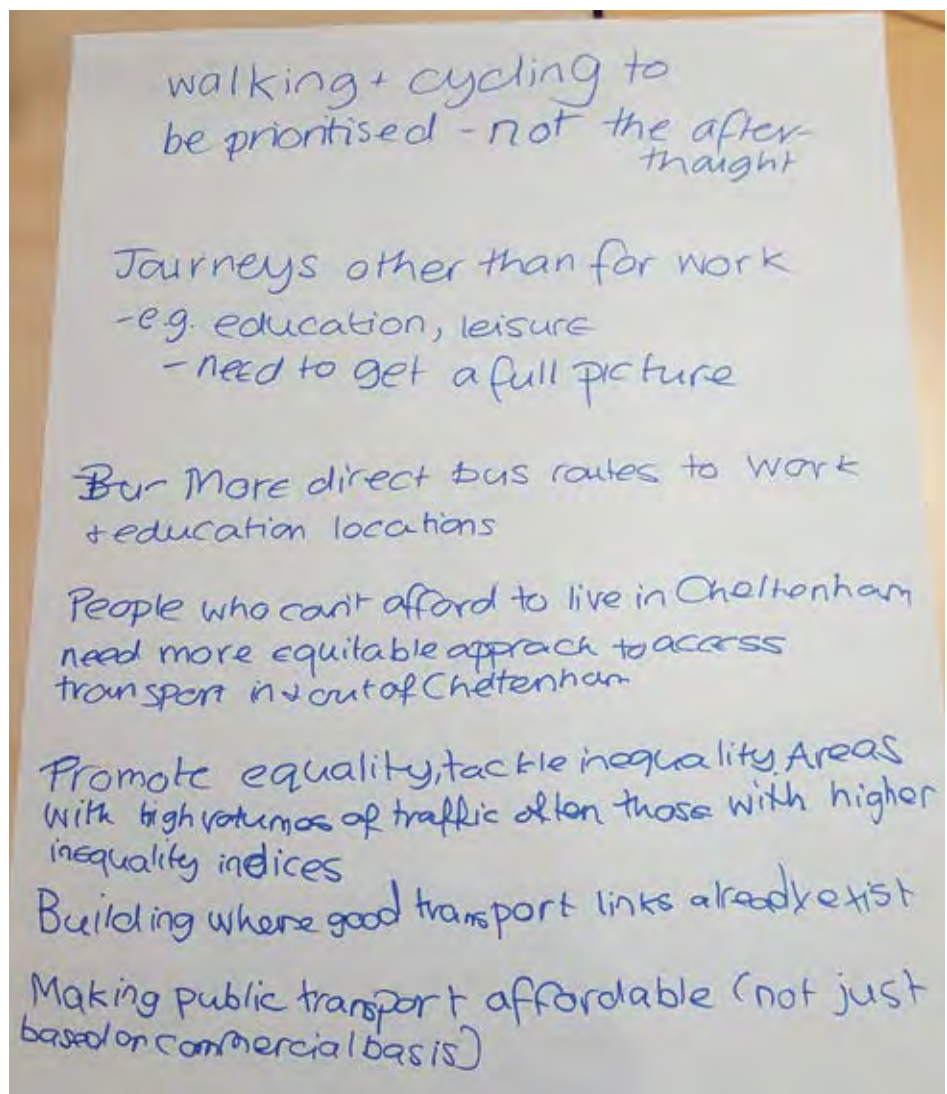 walking + cycling to
be prioritised - not the after-
thought
Journeys other than for work
-e.g. education, leisure
- need to get a full picture
More direct bus routes to work
+ education locations
People who can't afford to live in Cheltenham
need more equitable apprach to access
transport in & out of Cheltenham
Promote equality, tackle inequality. Areas
with high volumes of traffic often those with higher
inequality indices
Building where good transport links already exist
Making public transport affordable (not just
based on commercial basis)